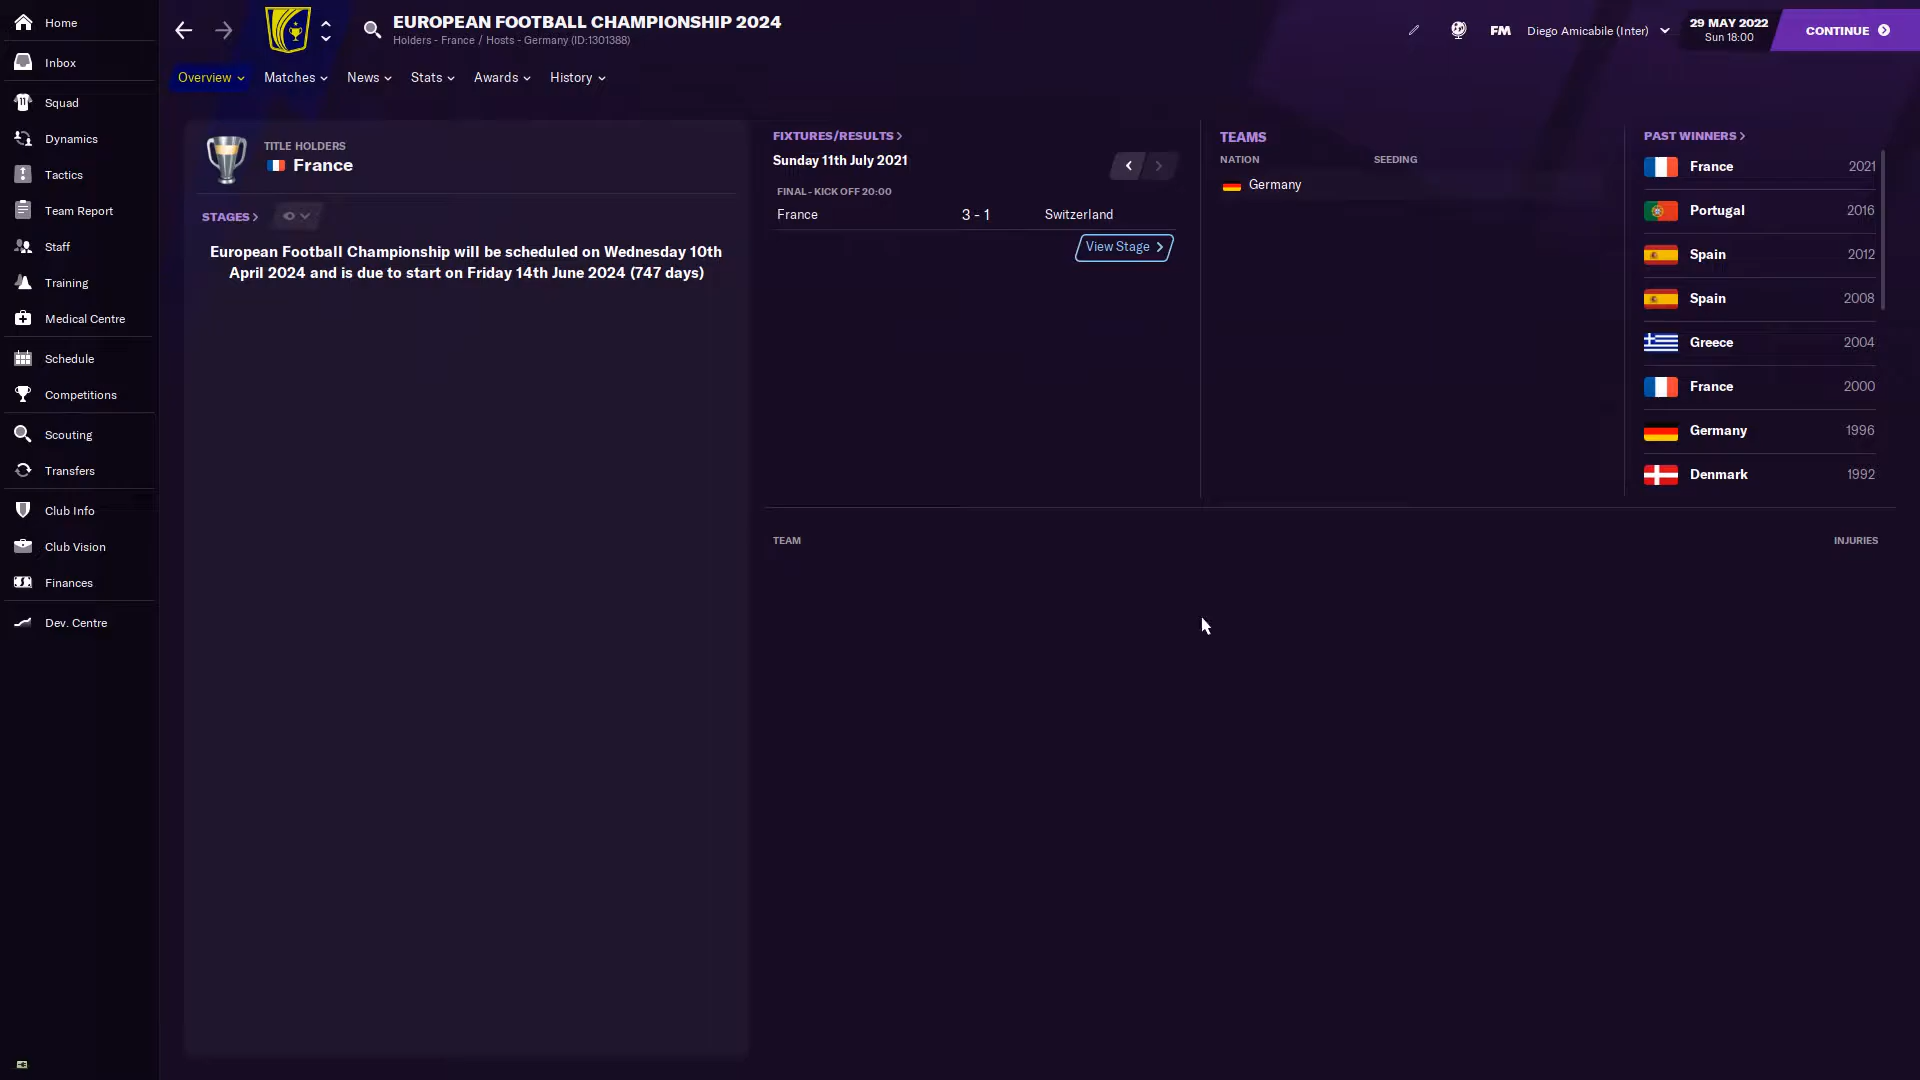 Home
Inbox
Squad
Dynamics
Tactics
Team Report
Staff
Training
Medical Centre
Schedule
Competitions
Scouting
Transfers
Club Info
Club Vision
Finances
Dev. Centre
EUROPEAN FOOTBALL CHAMPIONSHIP 2024
Holders - France / Hosts - Germany (ID:1301388)
FM Diego Amicabile (Inter)
29 MAY 2022
Sun 18:00
CONTINUE
Overview Matches News Stats Awards History
TITLE HOLDERS
France
STAGES
European Football Championship will be scheduled on Wednesday 10th
April 2024 and is due to start on Friday 14th June 2024 (747 days)
FIXTURES/RESULTS
Sunday 11th July 2021
FINAL - KICK OFF 20:00
France 3 - 1 Switzerland
View Stage
TEAMS
NATION SEEDING
Germany
PAST WINNERS
France 2021
Portugal 2016
Spain 2012
Spain 2008
Greece 2004
France 2000
Germany 1996
Denmark 1992
TEAM INJURIES